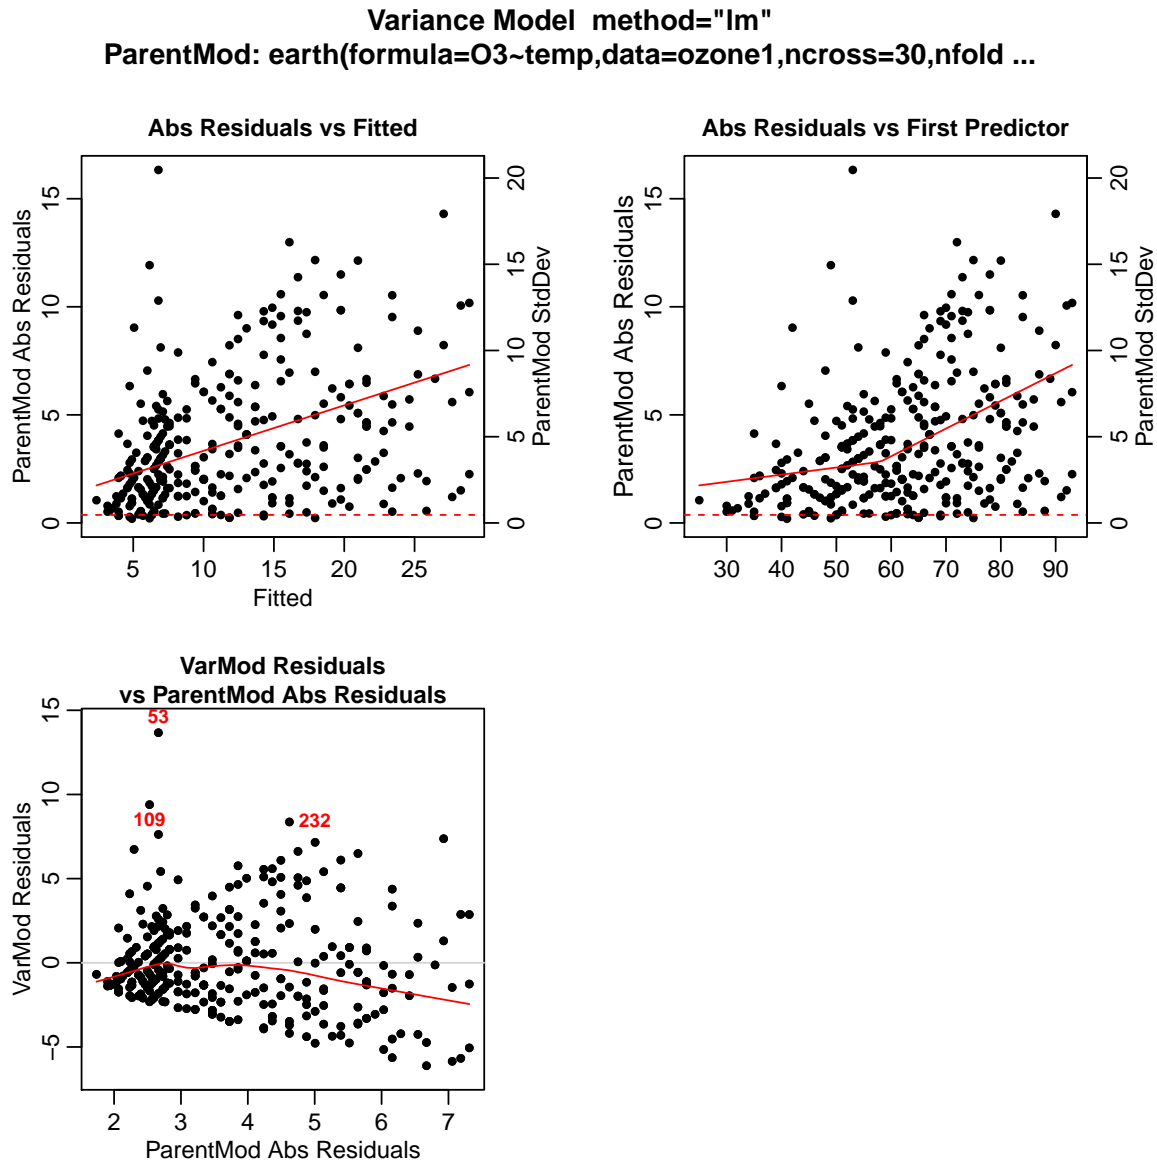 Variance Model  method="lm"
ParentMod: earth(formula=O3~temp,data=ozone1,ncross=30,nfold ...
Abs Residuals vs Fitted
ParentMod Abs Residuals
0 5 10 15
5 10 15 20 25
Fitted
0 5 10 15 20
ParentMod StdDev
Abs Residuals vs First Predictor
ParentMod Abs Residuals
0 5 10 15
30 40 50 60 70 80 90
0 5 10 15 20
ParentMod StdDev
VarMod Residuals
vs ParentMod Abs Residuals
VarMod Residuals
−5 0 5 10 15
53
109
232
2 3 4 5 6 7
ParentMod Abs Residuals